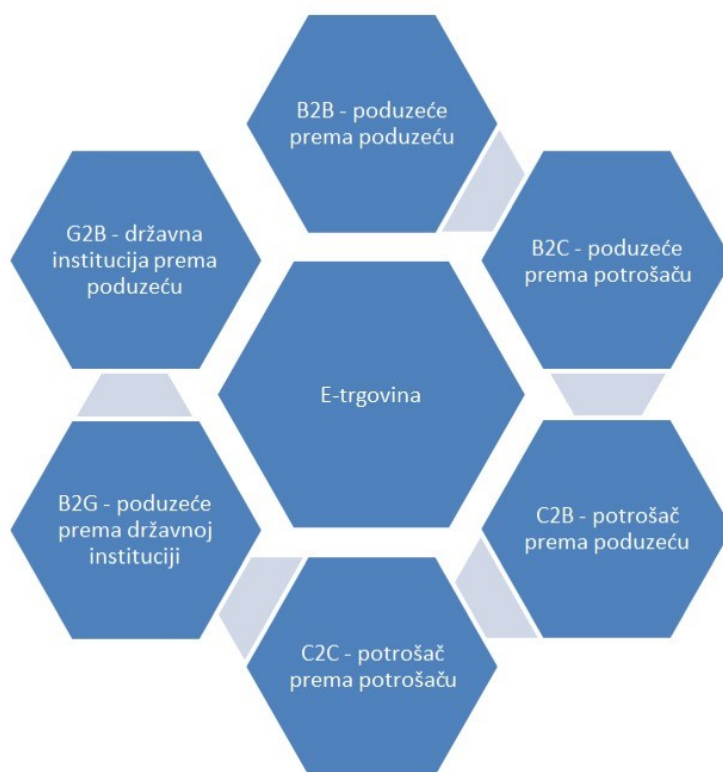 B2B - poduzeće
prema poduzeću
B2C - poduzeće
prema potrošaču
C2B - potrošač
prema poduzeću
C2C - potrošač
prema potrošaču
B2G - poduzeće
prema državnoj
instituciji
G2B - državna
institucija prema
poduzeću
E-trgovina